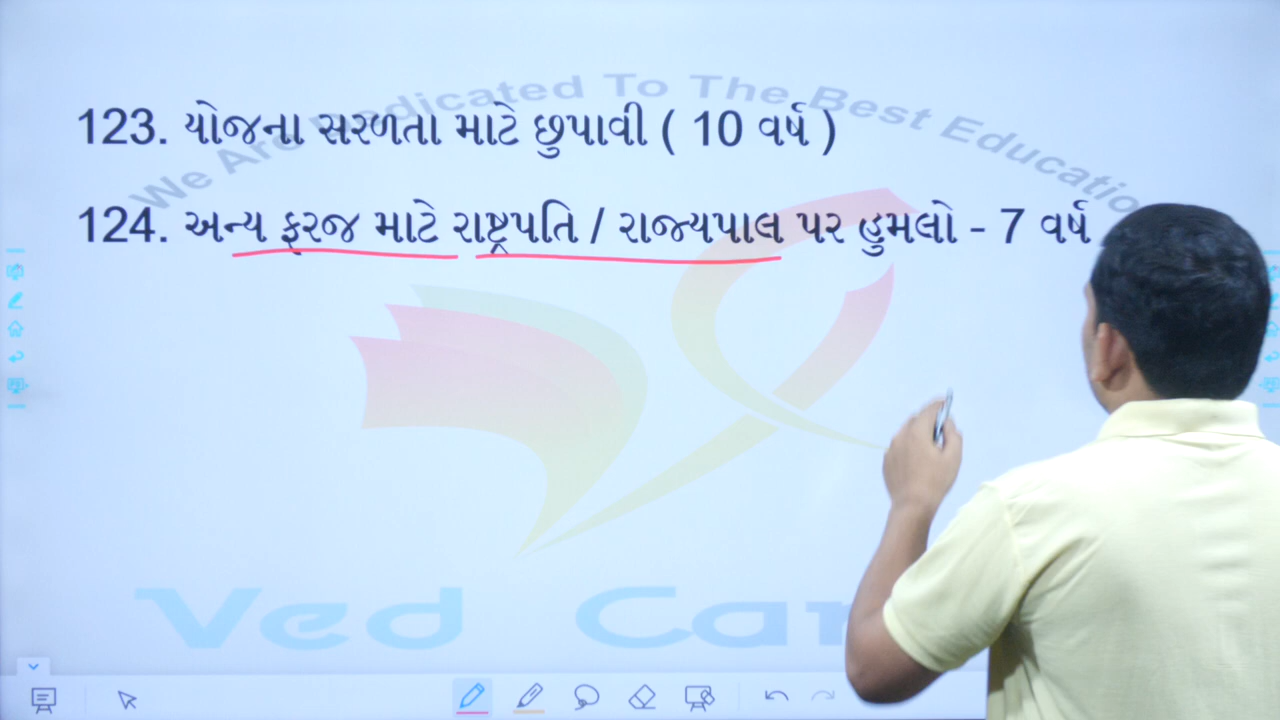 We Are Dedicated To The Best Education
123. યોજના સરળતા માટે છુપાવી ( 10 વર્ષ )
124. અન્ય ફરજ માટે રાષ્ટ્રપતિ / રાજ્યપાલ પર હુમલો - 7 વર્ષ
Ved